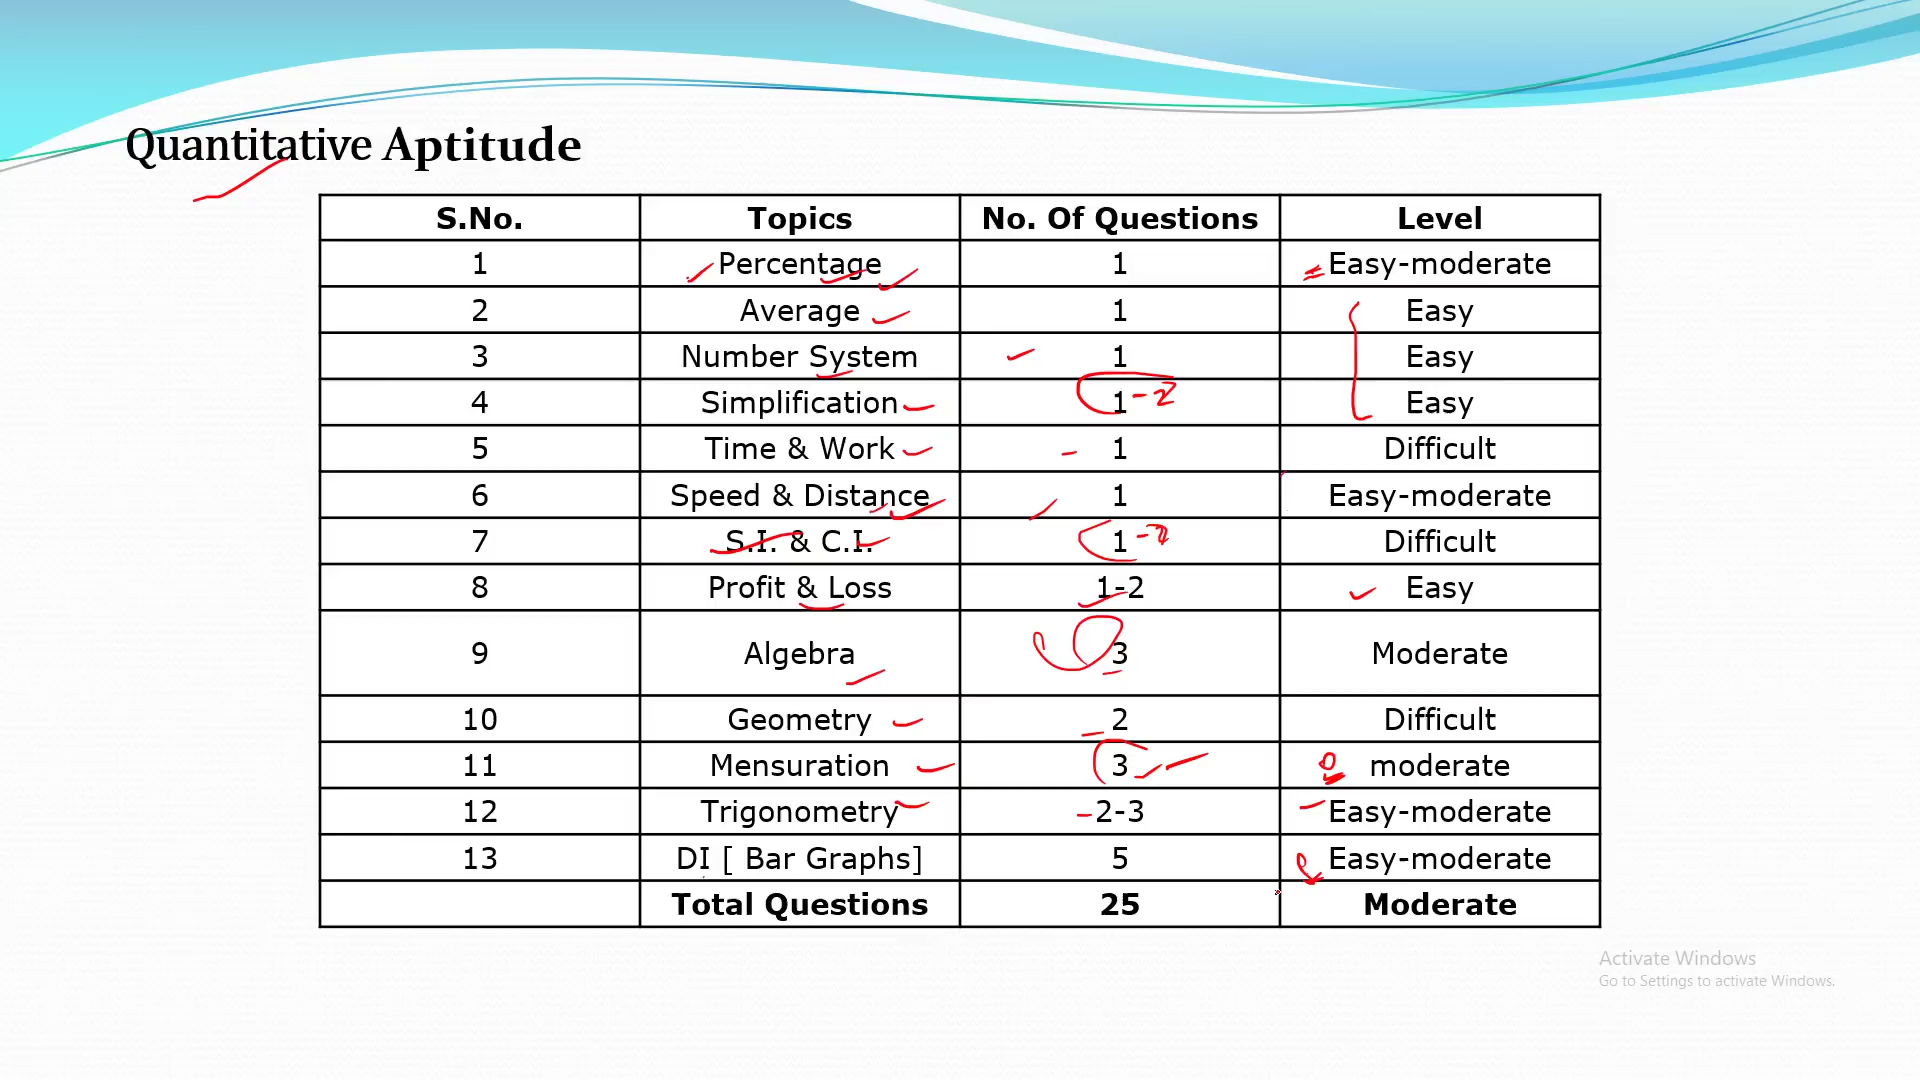 Quantitative Aptitude
S.No. Topics No. Of Questions Level
1 Percentage 1 Easy-moderate
2 Average 1 Easy
3 Number System 1 Easy
4 Simplification 1 -2 Easy
5 Time & Work 1 Difficult
6 Speed & Distance 1 Easy-moderate
7 S.I. & C.I. 1 -2 Difficult
8 Profit & Loss 1-2 Easy
9 Algebra 3 Moderate
10 Geometry 2 Difficult
11 Mensuration 3 moderate
12 Trigonometry 2-3 Easy-moderate
13 DI [ Bar Graphs] 5 Easy-moderate
Total Questions 25 Moderate
Activate Windows
Go to Settings to activate Windows.